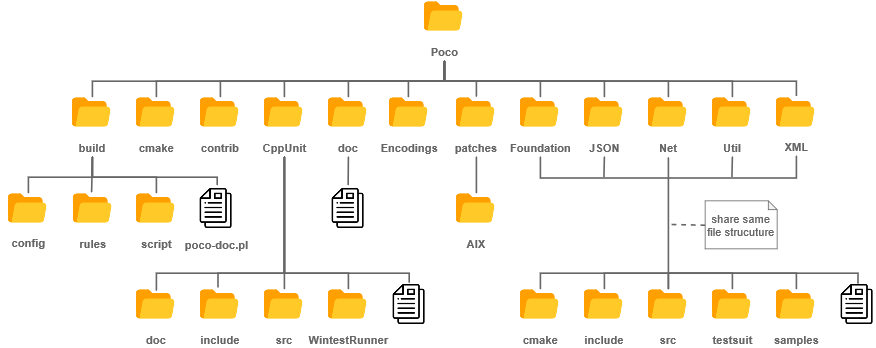 Poco
build
cmake
contrib
CppUnit
doc
Encodings
patches
Foundation
JSON
Net
Util
XML
config
rules
script
poco-doc.pl
AIX
share same
file strucuture
doc
include
src
WintestRunner
cmake
include
src
testsuit
samples